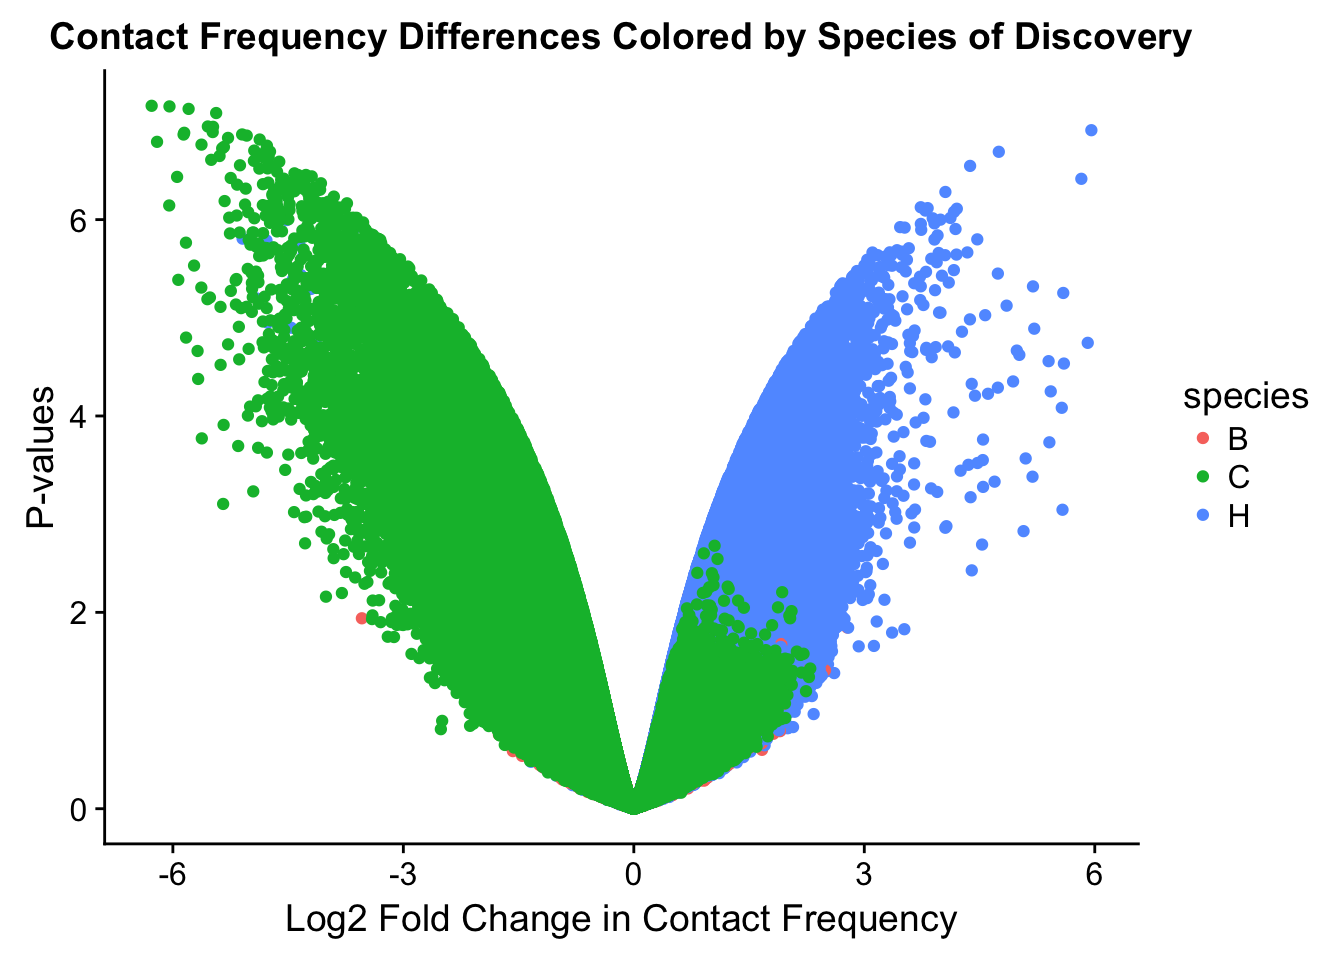 Contact Frequency Differences Colored by Species of Discovery
P-values
6
4
2
0
-6
-3
0
3
6
Log2 Fold Change in Contact Frequency
species
B
C
H